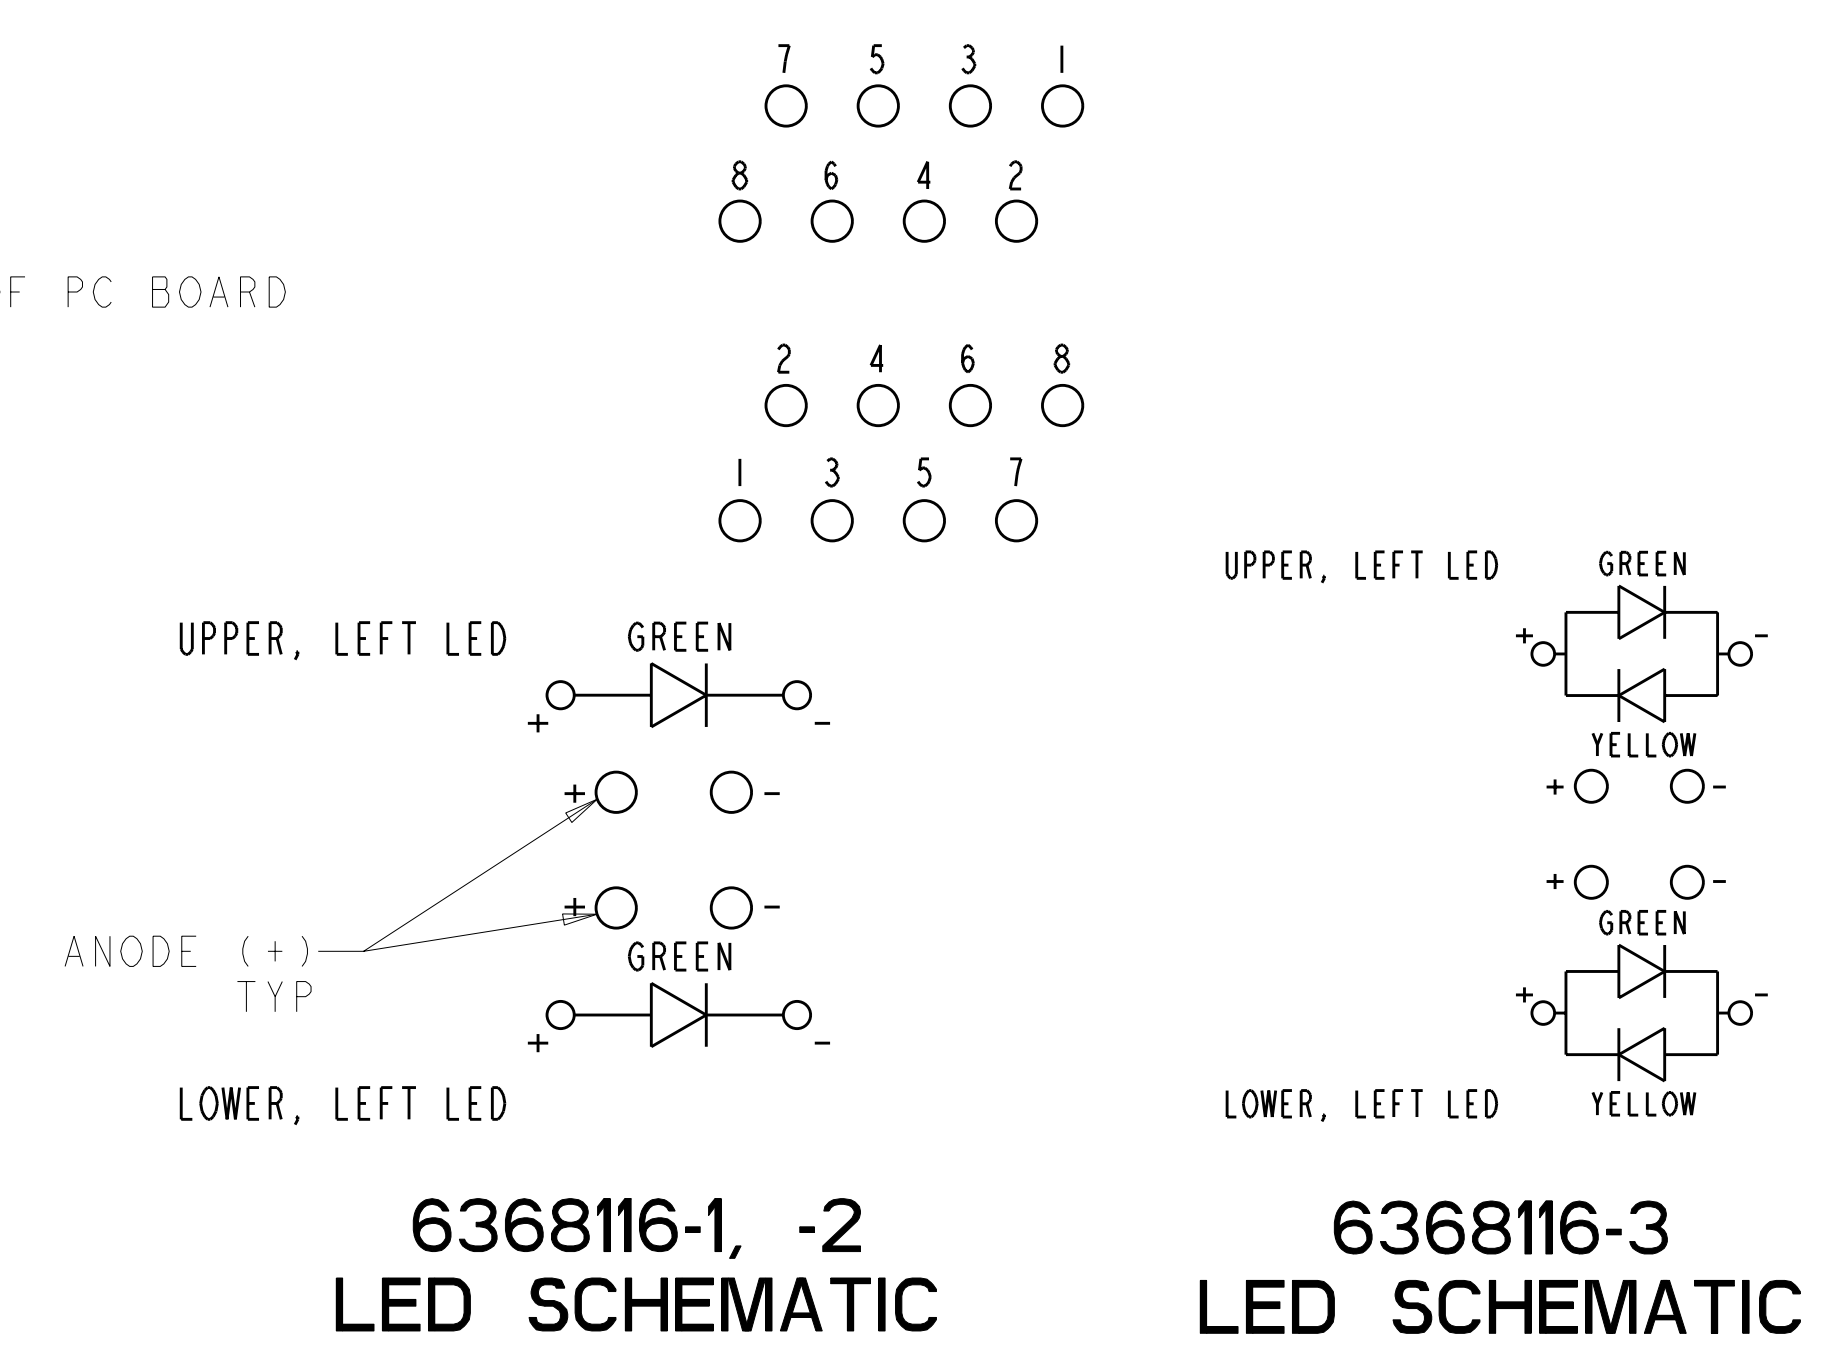 7 5 3 1
8 6 4 2
F PC BOARD
2 4 6 8
1 3 5 7
UPPER, LEFT LED GREEN
+ -
+ -
ANODE (+)
TYP
+ -
GREEN
+ -
LOWER, LEFT LED
6368116-1, -2
LED SCHEMATIC
UPPER, LEFT LED GREEN
+ -
YELLOW
+ -
+ -
GREEN
+ -
LOWER, LEFT LED YELLOW
6368116-3
LED SCHEMATIC